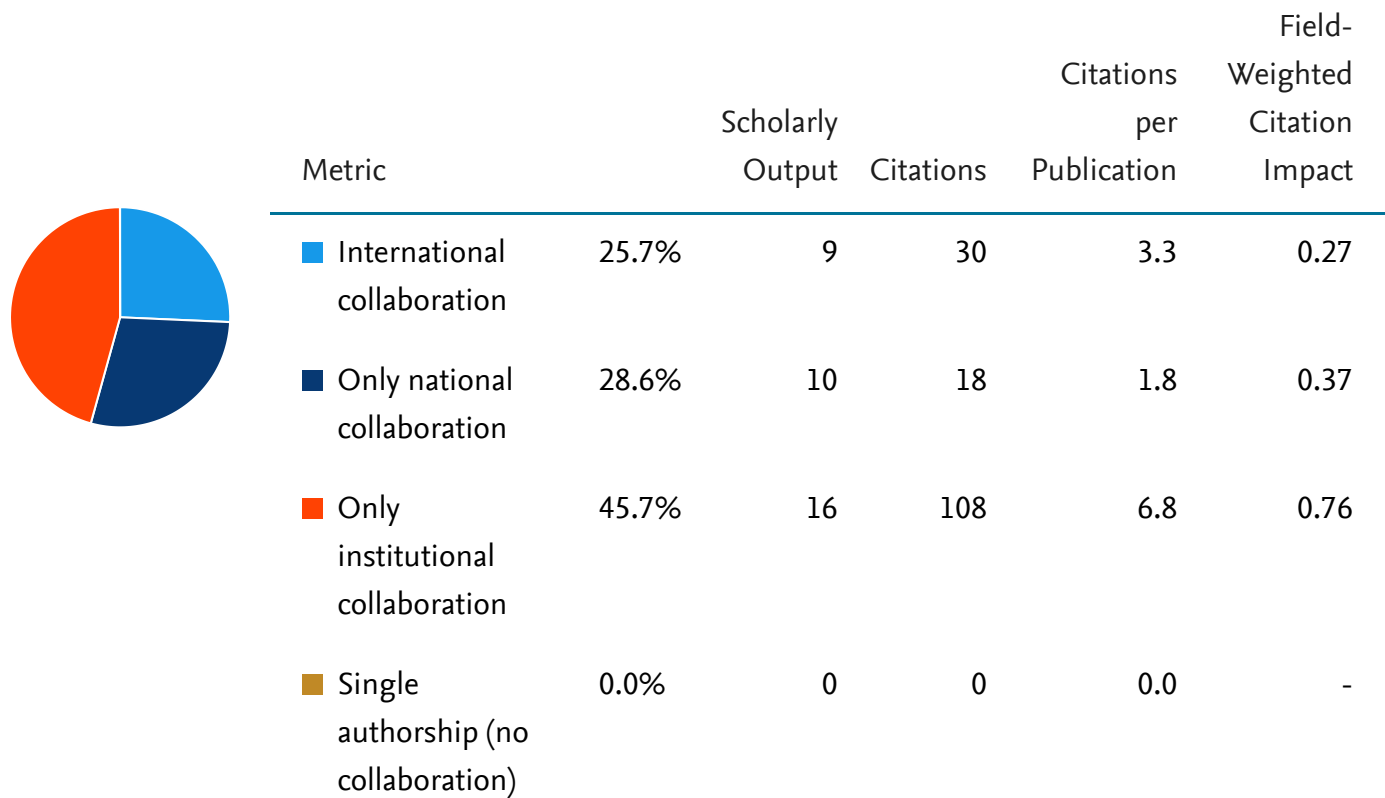 Field-
Citations Weighted
Scholarly per Citation
Metric Output Citations Publication Impact
International 25.7% 9 30 3.3 0.27
collaboration
Only national 28.6% 10 18 1.8 0.37
collaboration
Only 45.7% 16 108 6.8 0.76
institutional
collaboration
Single 0.0% 0 0 0.0 -
authorship (no
collaboration)